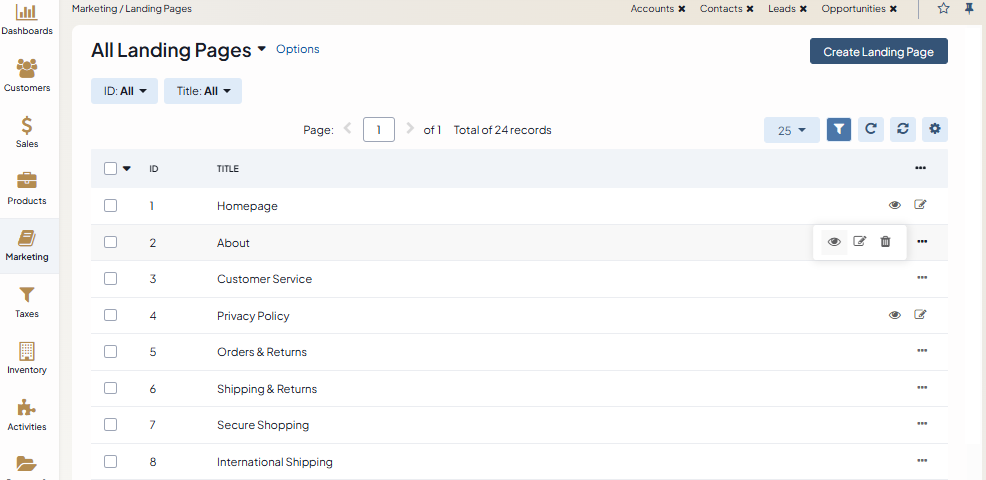 Marketing / Landing Pages
Accounts ✖ Contacts ✖ Leads ✖ Opportunities ✖
Dashboards
Customers
Sales
Products
Marketing
Taxes
Inventory
Activities
All Landing Pages Options
Create Landing Page
ID: All Title: All
Page: 1 of 1 Total of 24 records
25
ID TITLE
1 Homepage
2 About
3 Customer Service
4 Privacy Policy
5 Orders & Returns
6 Shipping & Returns
7 Secure Shopping
8 International Shipping